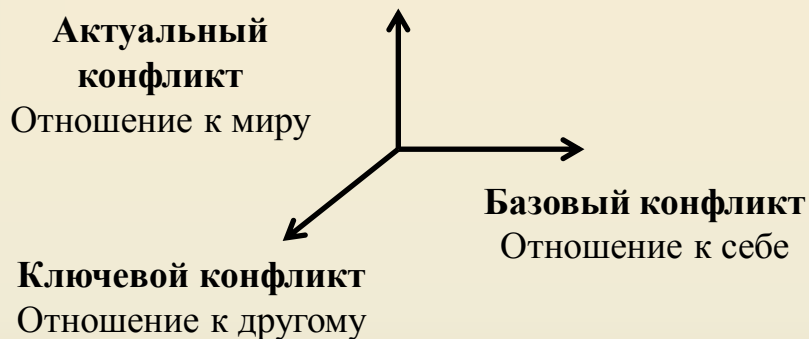 Актуальный
конфликт
Отношение к миру
Базовый конфликт
Отношение к себе
Ключевой конфликт
Отношение к другому